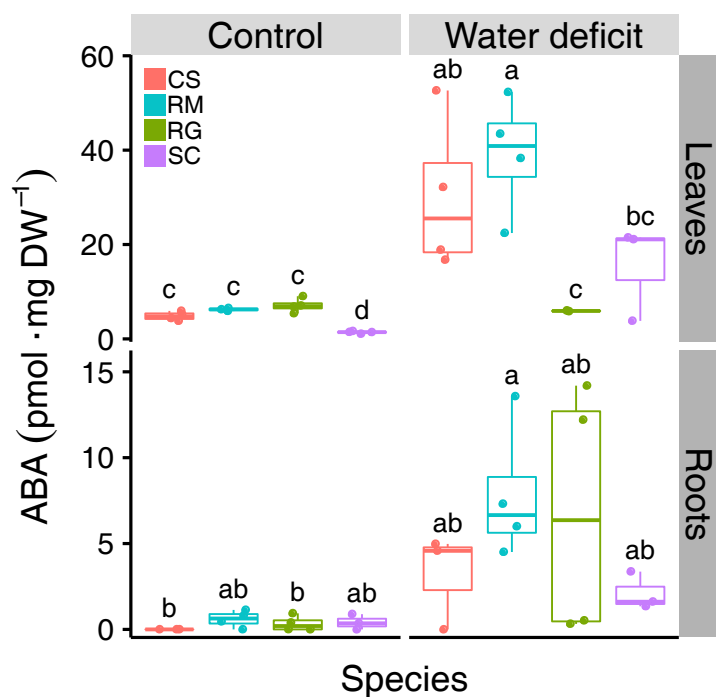 Control
Water deficit
60
40
20
0
CS
RM
RG
SC
c
c
c
d
ab
a
c
bc
Leaves
15
10
5
0
b
ab
b
ab
ab
a
ab
ab
Roots
ABA (pmol · mg DW⁻¹)
Species